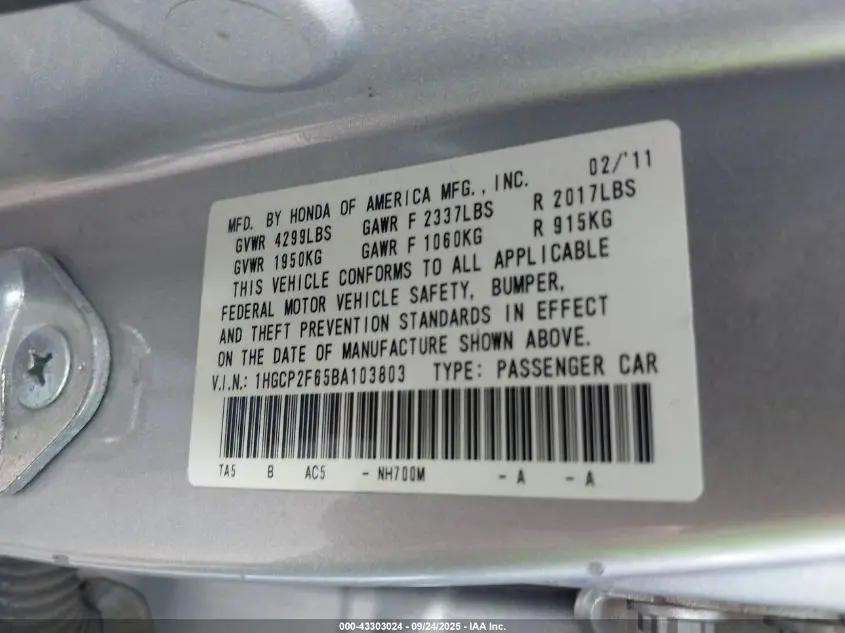 MFD. BY HONDA OF AMERICA MFG., INC. 02/'11
GVWR 4299LBS GAWR F 2337LBS R 2017LBS
GVWR 1950KG GAWR F 1060KG R 915KG
THIS VEHICLE CONFORMS TO ALL APPLICABLE
FEDERAL MOTOR VEHICLE SAFETY, BUMPER,
AND THEFT PREVENTION STANDARDS IN EFFECT
ON THE DATE OF MANUFACTURE SHOWN ABOVE.
V.I.N.: 1HGCP2F65BA103803 TYPE: PASSENGER CAR
TA5 B AC5 - NH700M - A - A
000-43303024 - 09/24/2025 - IAA Inc.